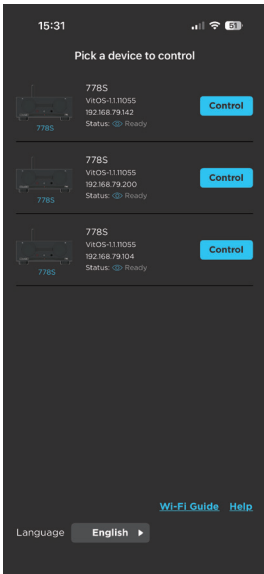 15:31
51
Pick a device to control
778S
VitOS-1.1.11055
192.168.79.142
Status: Ready
778S
Control
778S
VitOS-1.1.11055
192.168.79.200
Status: Ready
778S
Control
778S
VitOS-1.1.11055
192.168.79.104
Status: Ready
778S
Control
Wi-Fi Guide Help
Language English